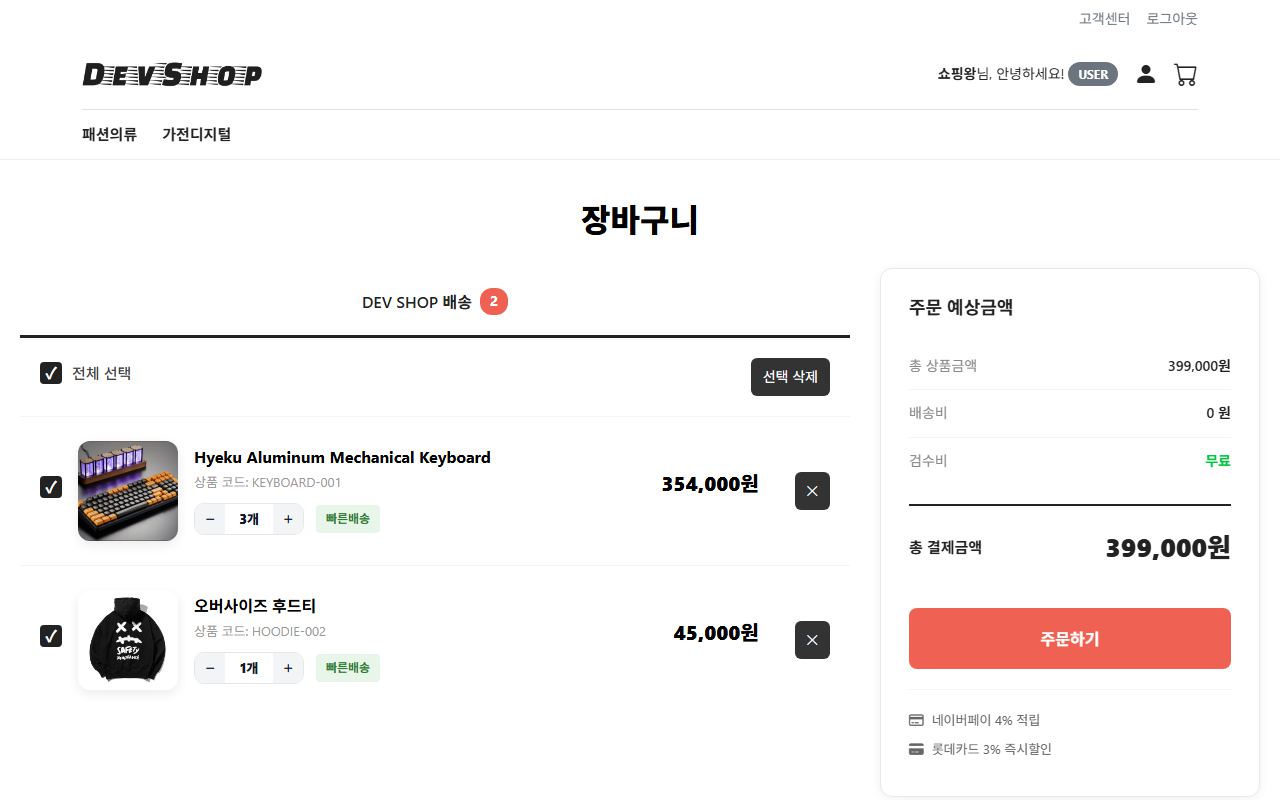 고객센터 로그아웃
DEVSHOP
쇼핑왕님, 안녕하세요! USER
패션의류 가전디지털
장바구니
DEV SHOP 배송 2
전체 선택
선택 삭제
Hyeku Aluminum Mechanical Keyboard
상품 코드: KEYBOARD-001
− 3개 + 빠른배송
354,000원
오버사이즈 후드티
상품 코드: HOODIE-002
− 1개 + 빠른배송
45,000원
주문 예상금액
총 상품금액 399,000원
배송비 0 원
검수비 무료
총 결제금액 399,000원
주문하기
네이버페이 4% 적립
롯데카드 3% 즉시할인